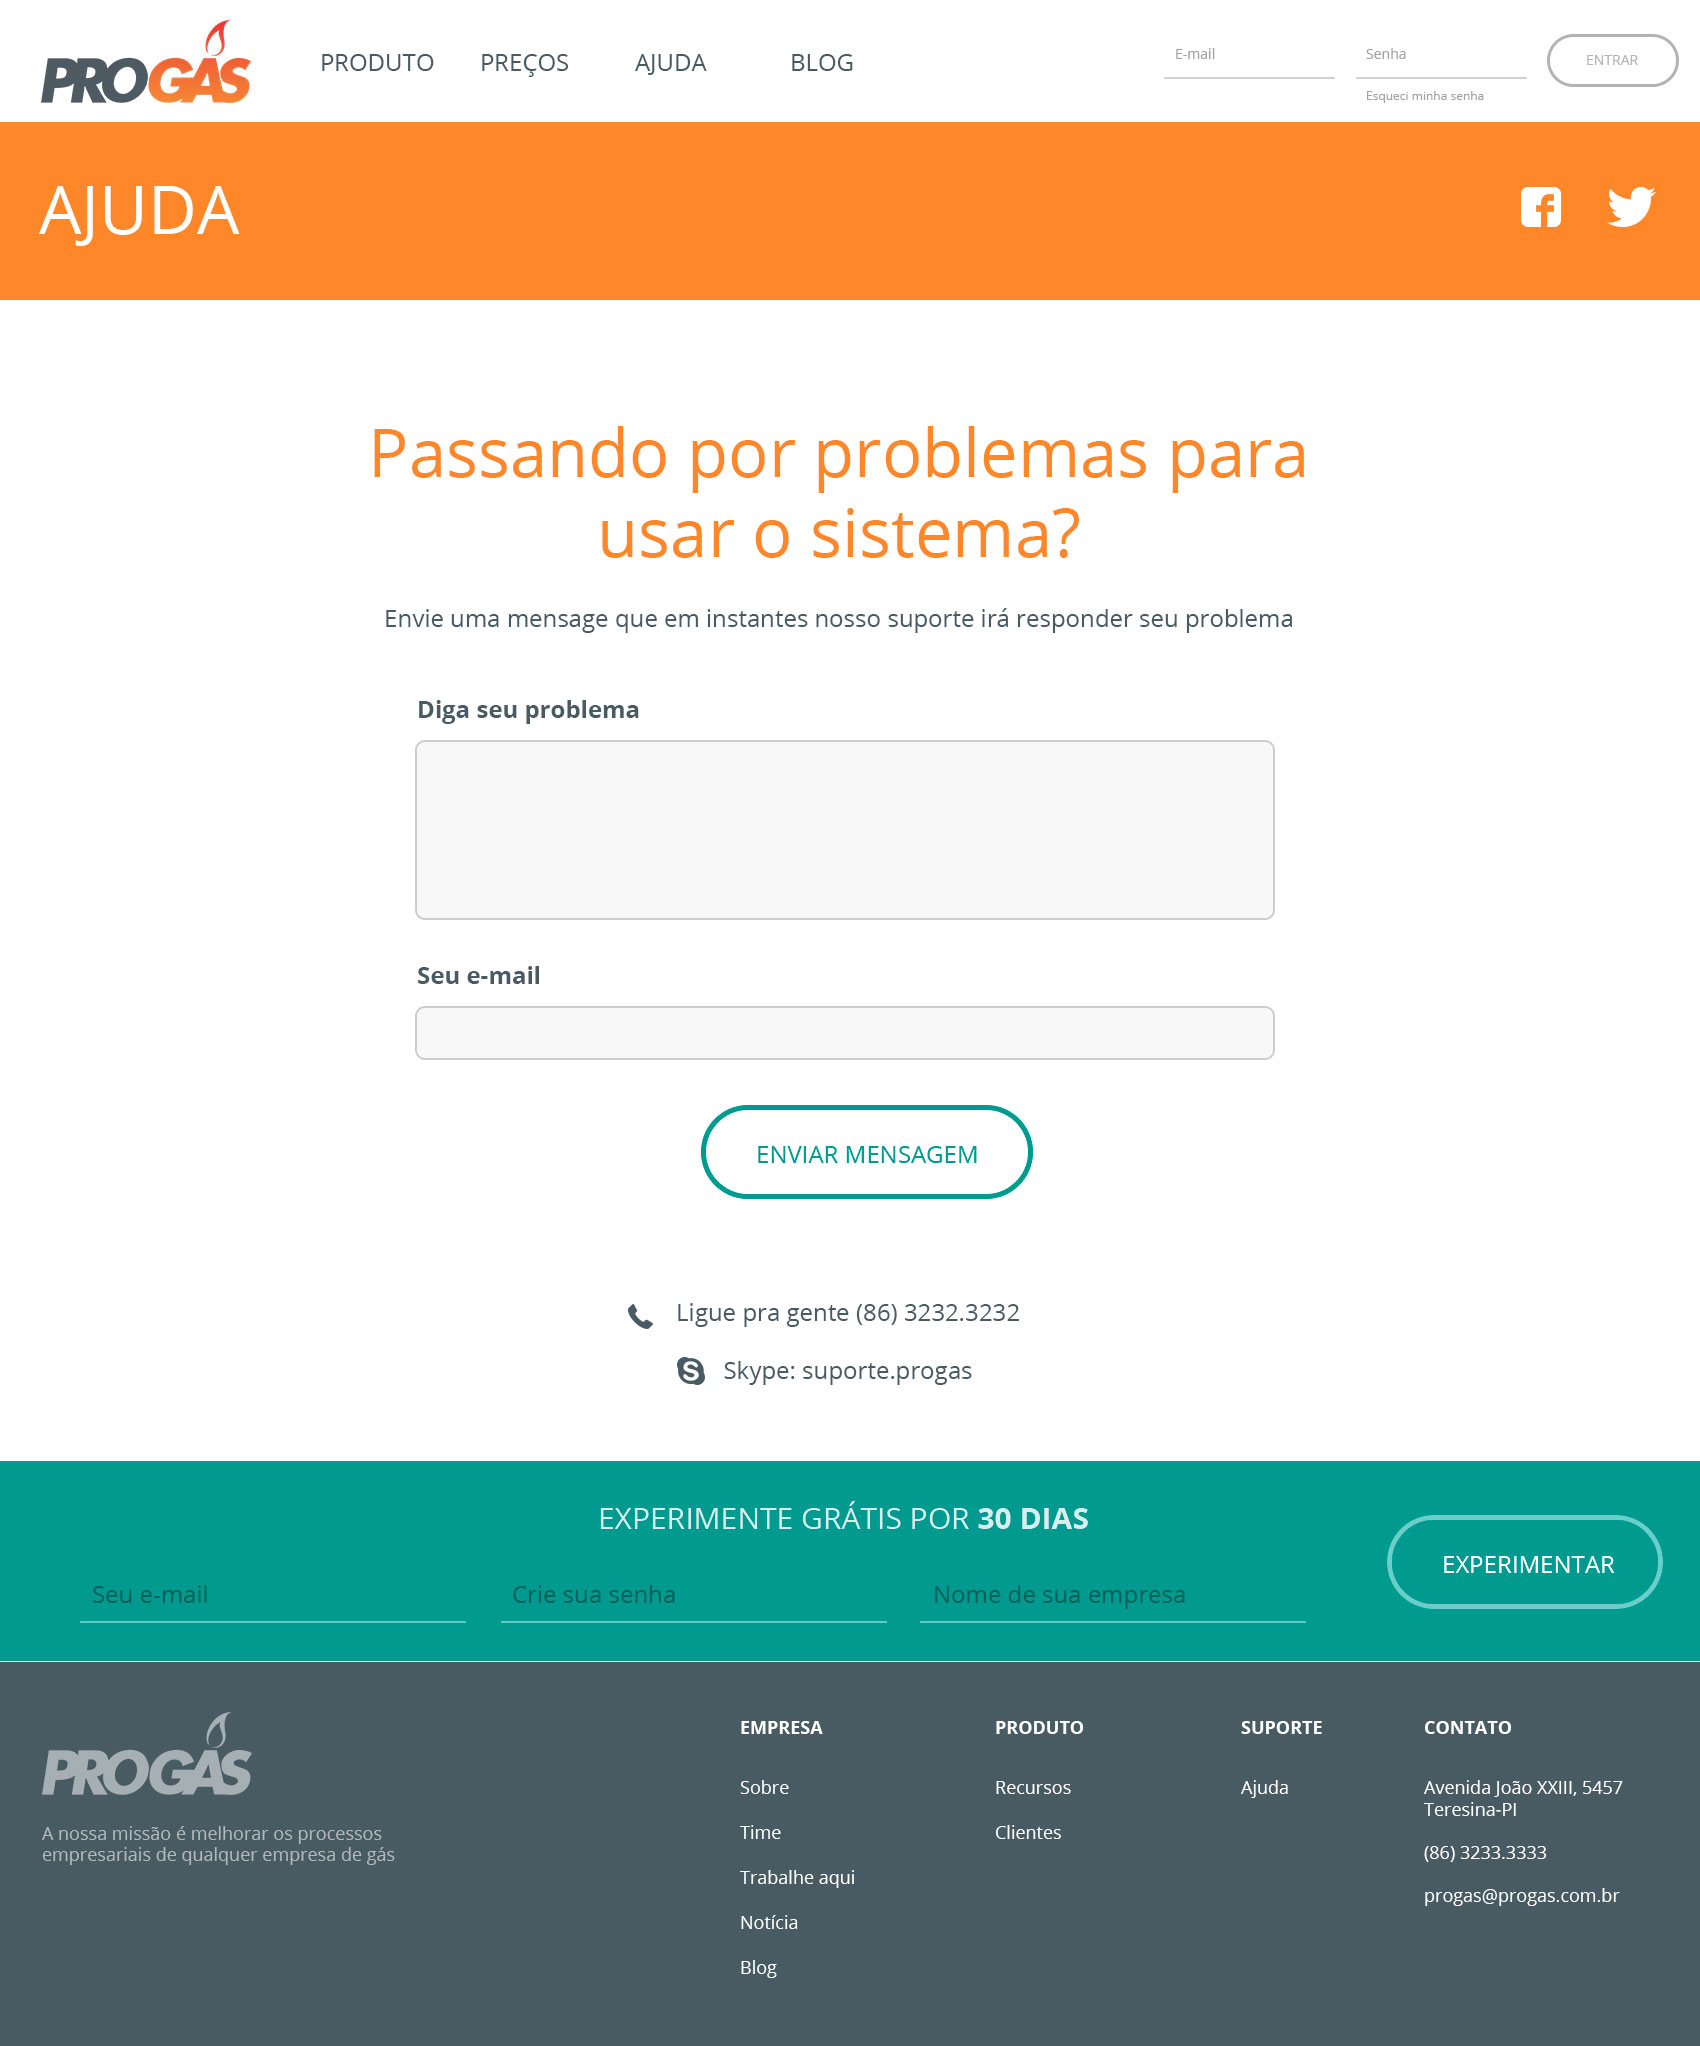 PROGÁS
PRODUTO PREÇOS AJUDA BLOG
E-mail Senha ENTRAR
Esqueci minha senha
AJUDA
Passando por problemas para
usar o sistema?
Envie uma mensage que em instantes nosso suporte irá responder seu problema
Diga seu problema
Seu e-mail
ENVIAR MENSAGEM
Ligue pra gente (86) 3232.3232
Skype: suporte.progas
EXPERIMENTE GRÁTIS POR 30 DIAS
Seu e-mail Crie sua senha Nome de sua empresa
EXPERIMENTAR
PROGÁS
A nossa missão é melhorar os processos
empresariais de qualquer empresa de gás
EMPRESA
Sobre
Time
Trabalhe aqui
Notícia
Blog
PRODUTO
Recursos
Clientes
SUPORTE
Ajuda
CONTATO
Avenida João XXIII, 5457
Teresina-PI
(86) 3233.3333
progas@progas.com.br